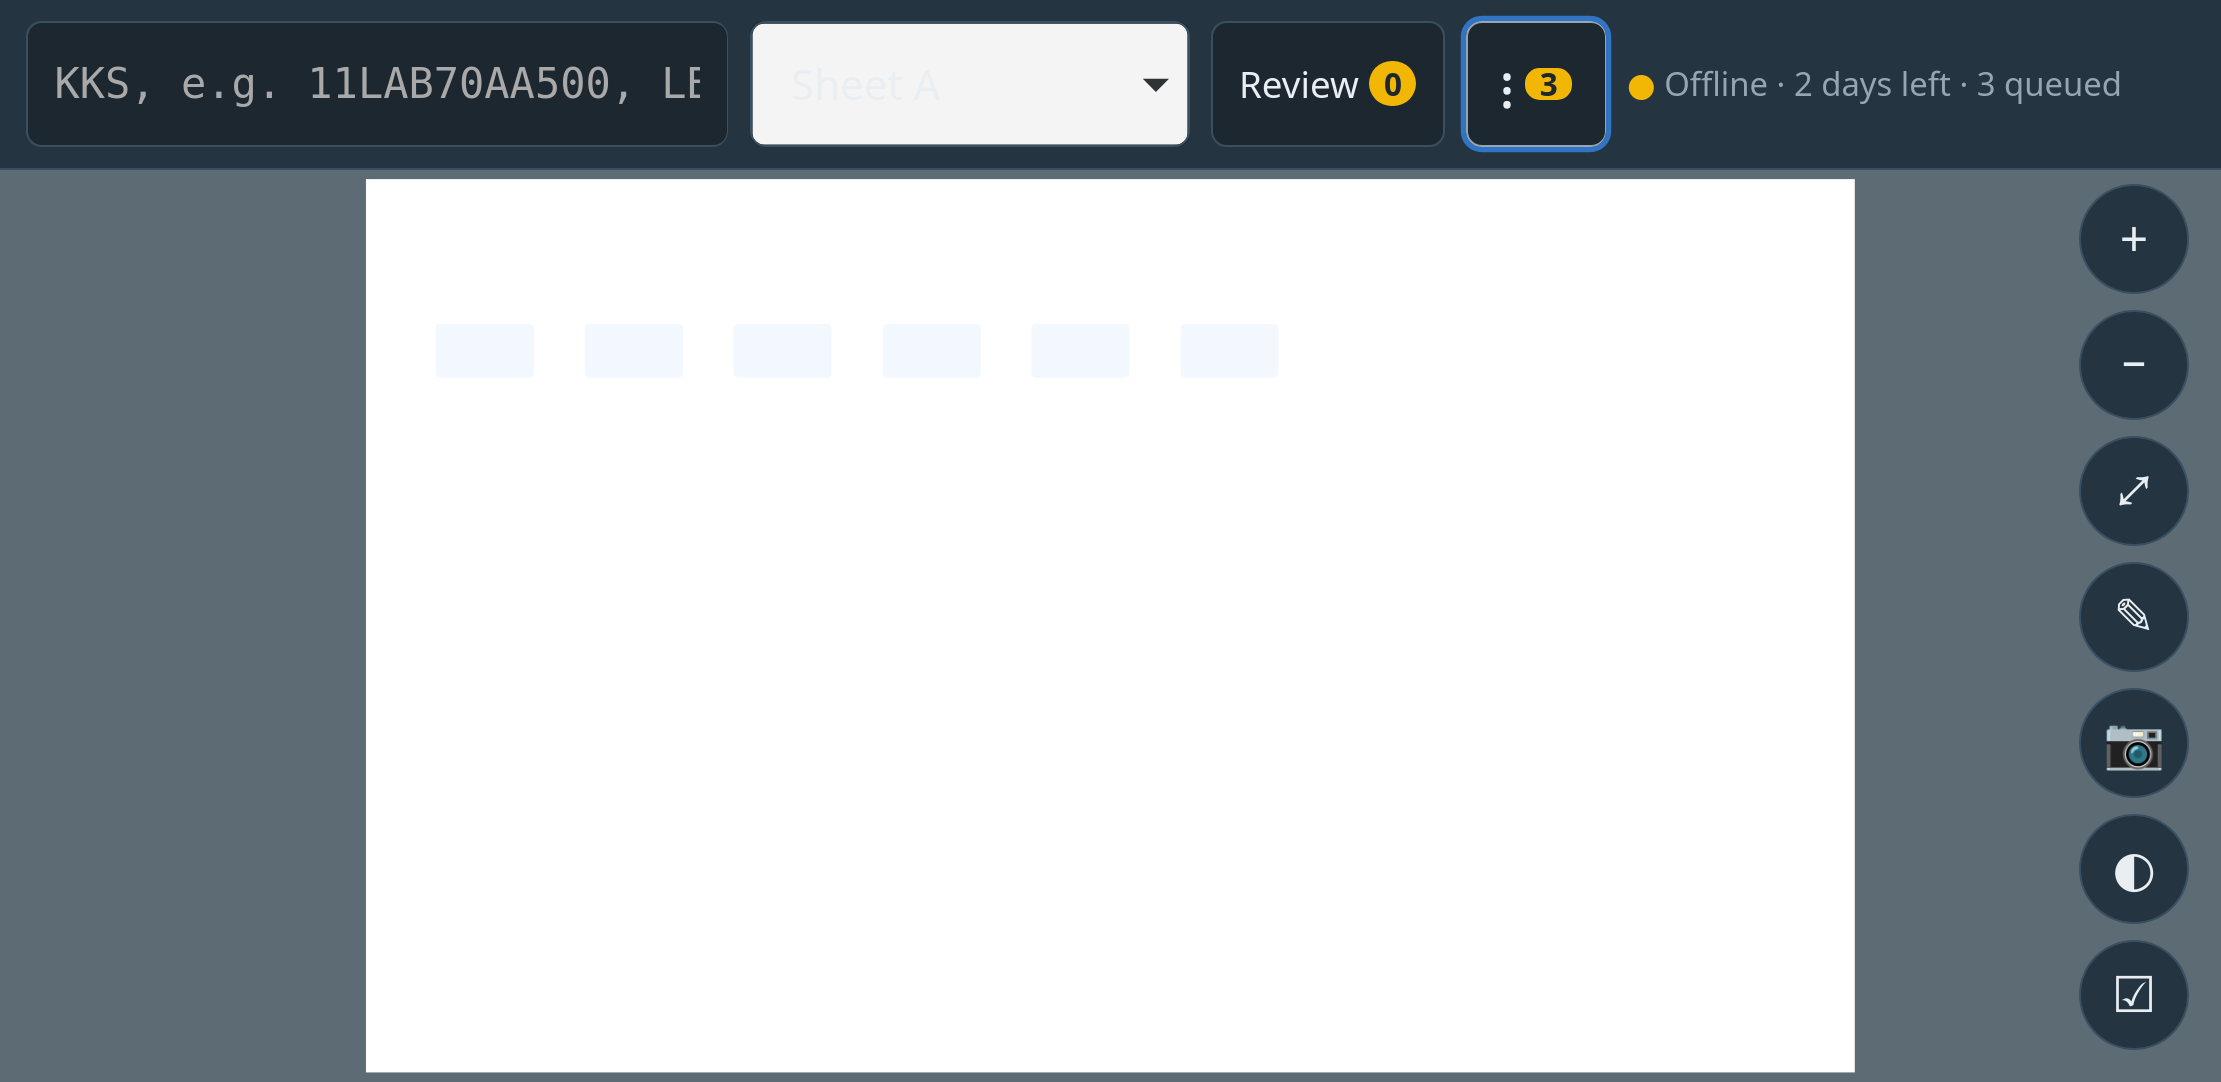 KKS, e.g. 11LAB70AA500, LE
Sheet A
Review 0
⋮ 3
Offline · 2 days left · 3 queued
+
−